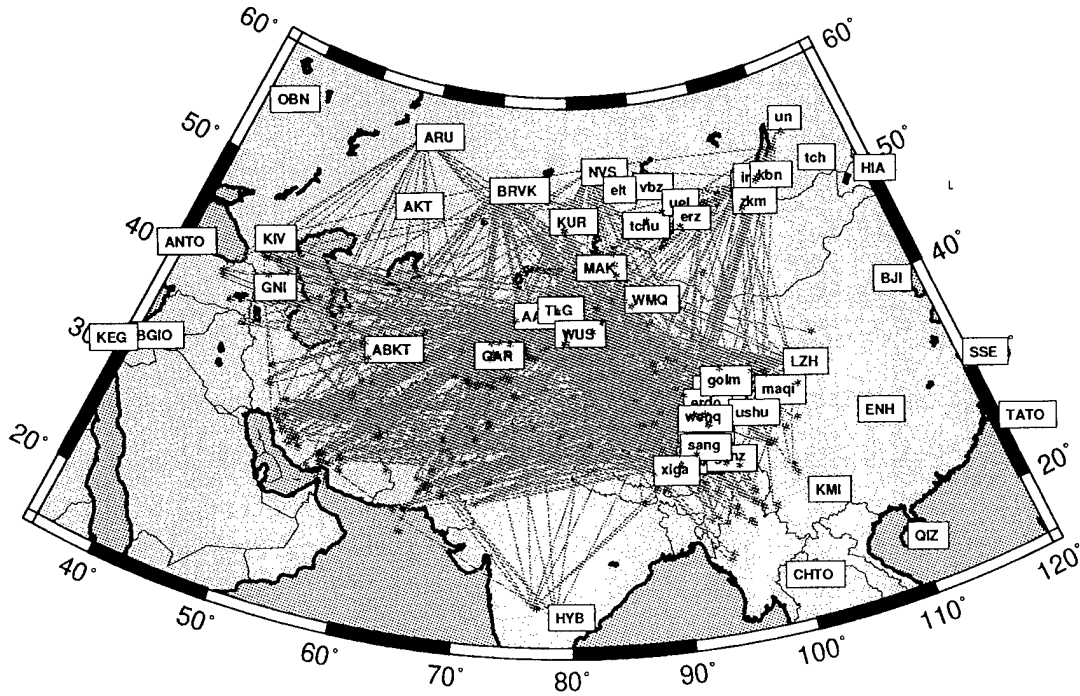 60°
60°
OBN
un
50°
ARU
50°
tch
HIA
NVS
kbn
BRVK
elt
vbz
uel
zkm
AKT
L
KUR
tchu
erz
40°
ANTO
KIV
40°
MAK
BJI
GNI
WMQ
TLG
KEG
BGIO
WUS
ABKT
GAR
LZH
SSE
golm
maqi
wenq
ushu
ENH
TATO
20°
sang
20°
xiga
KMI
QIZ
CHTO
40°
120°
50°
HYB
110°
60°
100°
70°
90°
80°